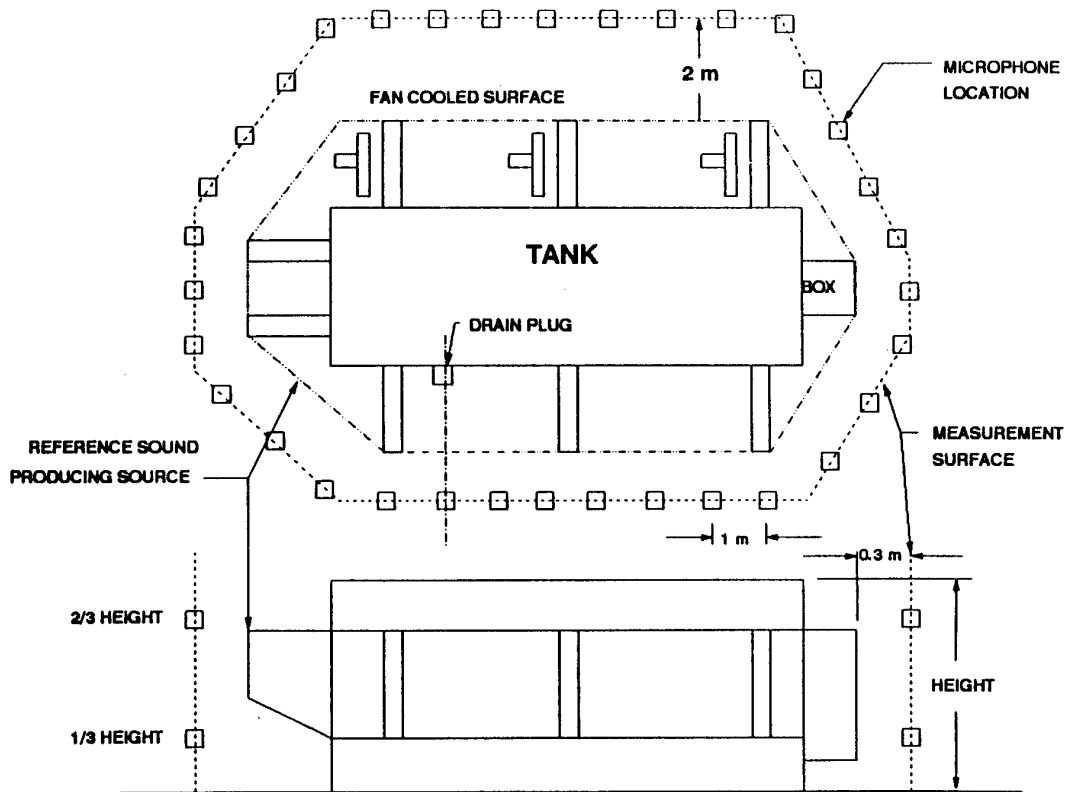 2 m
MICROPHONE
LOCATION
FAN COOLED SURFACE
TANK
BOX
DRAIN PLUG
REFERENCE SOUND
PRODUCING SOURCE
MEASUREMENT
SURFACE
1 m
0.3 m
2/3 HEIGHT
HEIGHT
1/3 HEIGHT